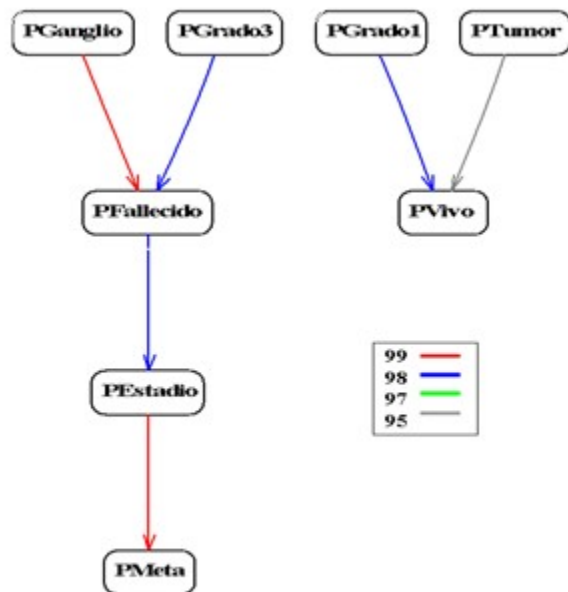 PGanglio
PGrado3
PGrado1
PTumor
PFallecido
PVivo
PEstadio
99
98
97
95
PMeta